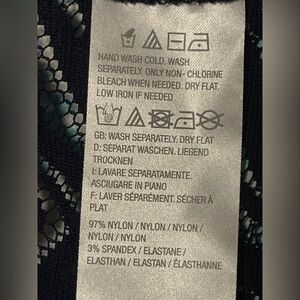 HAND WASH COLD. WASH
SEPARATELY. ONLY NON- CHLORINE
BLEACH WHEN NEEDED. DRY FLAT.
LOW IRON IF NEEDED
GB: WASH SEPARATELY. DRY FLAT
D: SEPARAT WASCHEN. LIEGEND
TROCKNEN
I: LAVARE SEPARATAMENTE.
ASCIUGARE IN PIANO
F: LAVER SÉPARÉMENT. SÉCHER À
PLAT
97% NYLON / NYLON / NYLON /
NYLON / NYLON
3% SPANDEX / ELASTANE /
ELASTHAN / ELASTAN / ÉLASTHANNE